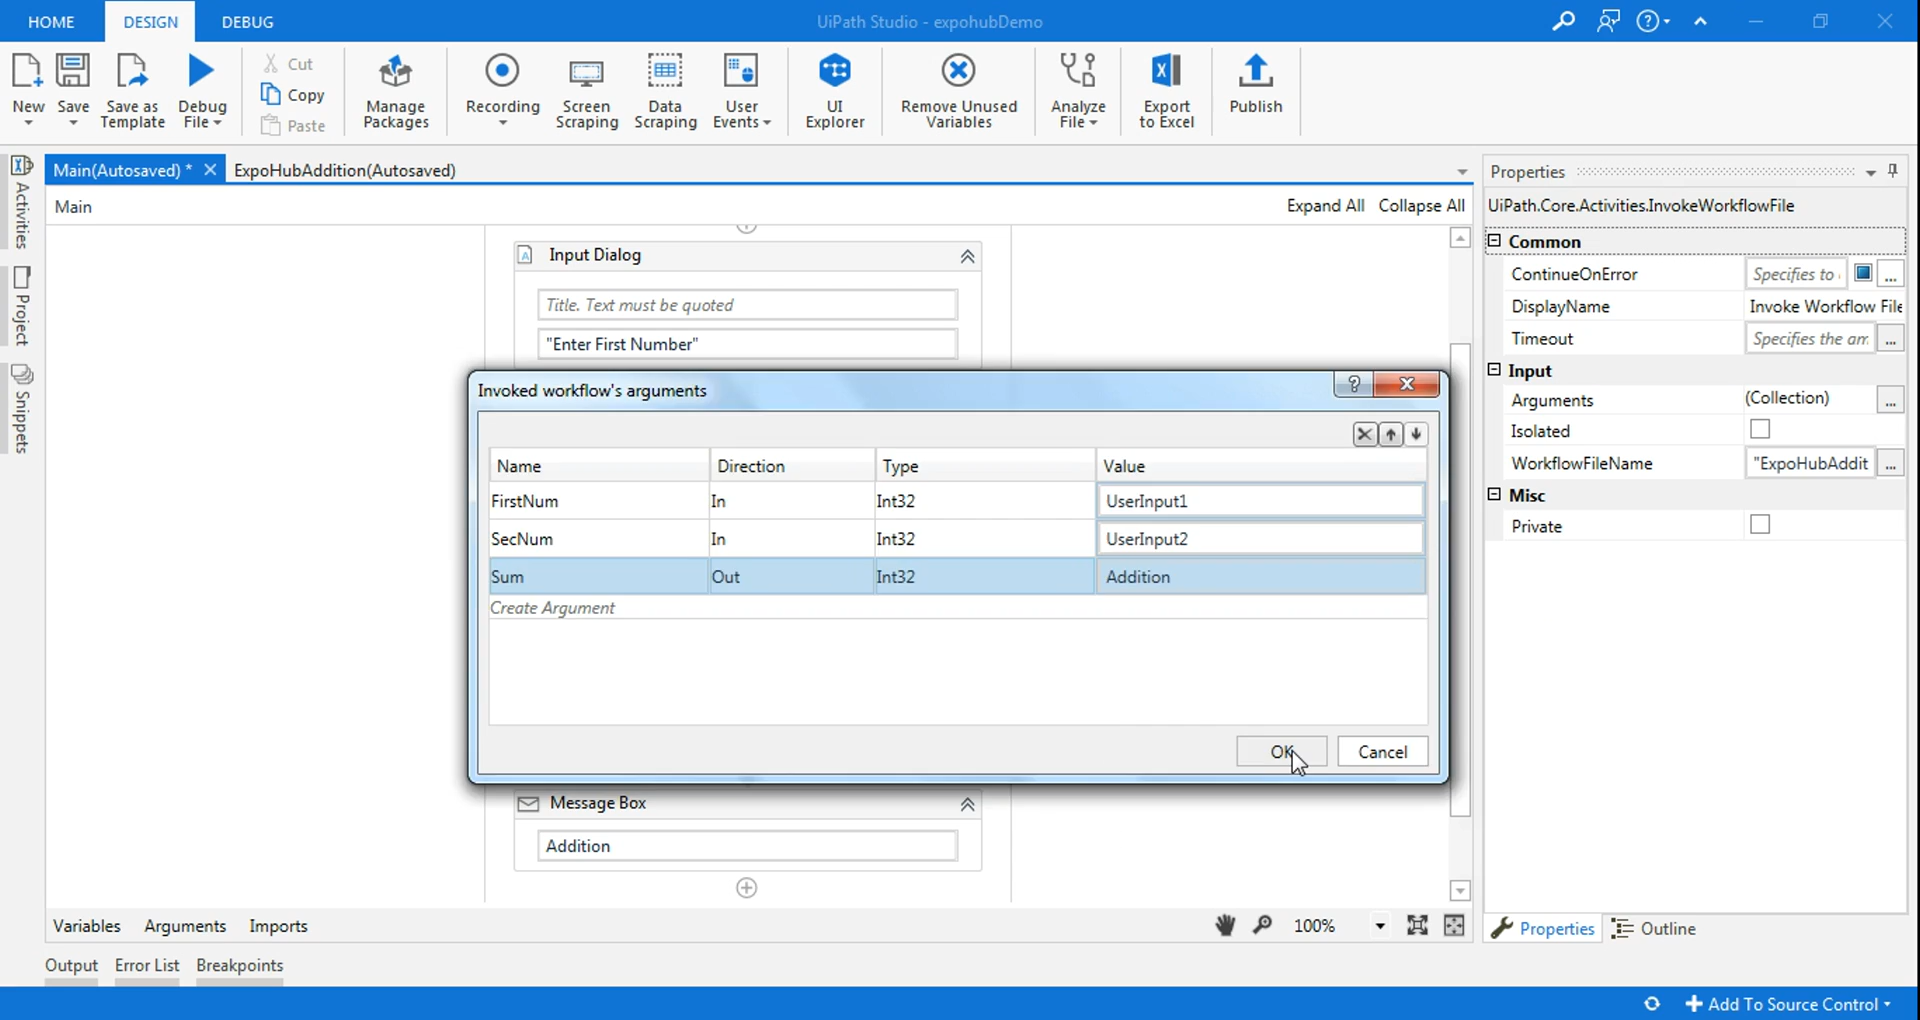 HOME DESIGN DEBUG UiPath Studio - expohubDemo
New Save Save as Template Debug File Cut Copy Paste Manage Packages Recording Screen Scraping Data Scraping User Events UI Explorer Remove Unused Variables Analyze File Export to Excel Publish
Activities
Project
Snippets
Main(Autosaved) * ExpoHubAddition(Autosaved)
Main Expand All Collapse All
Input Dialog
Title. Text must be quoted
"Enter First Number"
Invoked workflow's arguments
Name Direction Type Value
FirstNum In Int32 UserInput1
SecNum In Int32 UserInput2
Sum Out Int32 Addition
Create Argument
OK Cancel
Message Box
Addition
Variables Arguments Imports 100%
Output Error List Breakpoints
Properties
UiPath.Core.Activities.InvokeWorkflowFile
Common
ContinueOnError Specifies to ...
DisplayName Invoke Workflow File
Timeout Specifies the am ...
Input
Arguments (Collection) ...
Isolated
WorkflowFileName "ExpoHubAddit ...
Misc
Private
Properties Outline
Add To Source Control